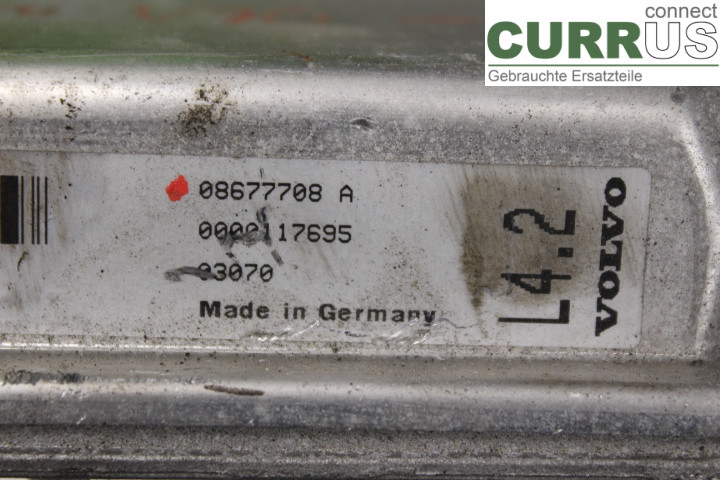 connect
CURRUS
Gebrauchte Ersatzteile
08677708 A
0000117695
03070
Made in Germany
L4.2
VOLVO